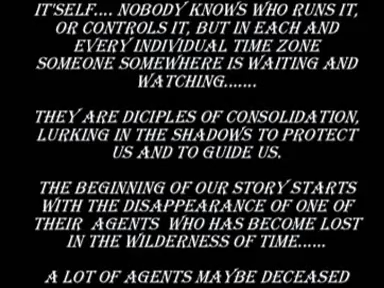 IT'SELF.... NOBODY KNOWS WHO RUNS IT,
OR CONTROLS IT, BUT IN EACH AND
EVERY INDIVIDUAL TIME ZONE
SOMEONE SOMEWHERE IS WAITING AND
WATCHING.......
THEY ARE DICIPLES OF CONSOLIDATION,
LURKING IN THE SHADOWS TO PROTECT
US AND TO GUIDE US.
THE BEGINNING OF OUR STORY STARTS
WITH THE DISAPPEARANCE OF ONE OF
THEIR AGENTS WHO HAS BECOME LOST
IN THE WILDERNESS OF TIME......
A LOT OF AGENTS MAYBE DECEASED